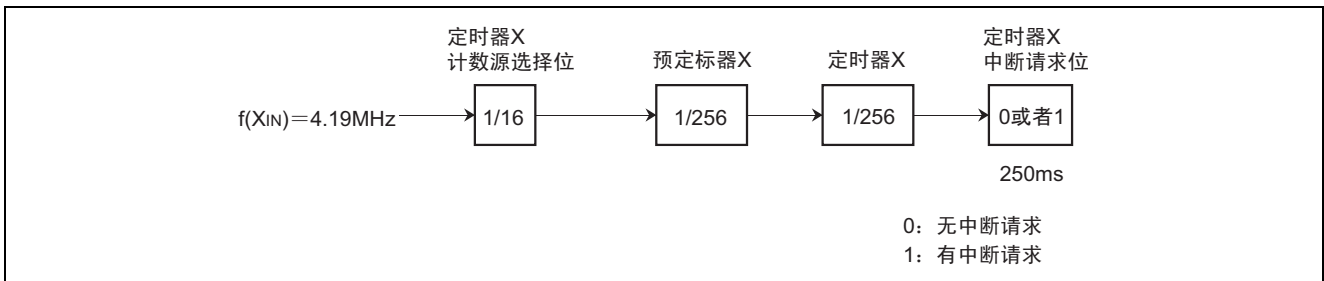 定时器X
计数源选择位
预定标器X
定时器X
定时器X
中断请求位
f(XIN)＝4.19MHz
1/16
1/256
1/256
0或者1
250ms
0：无中断请求
1：有中断请求